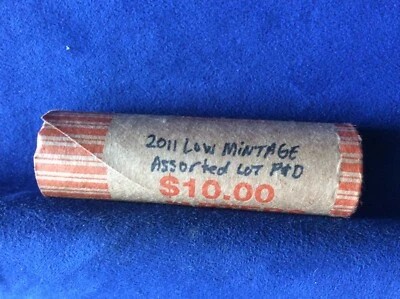 2011 LOW MINTAGE
Assorted LOT P&D
$10.00